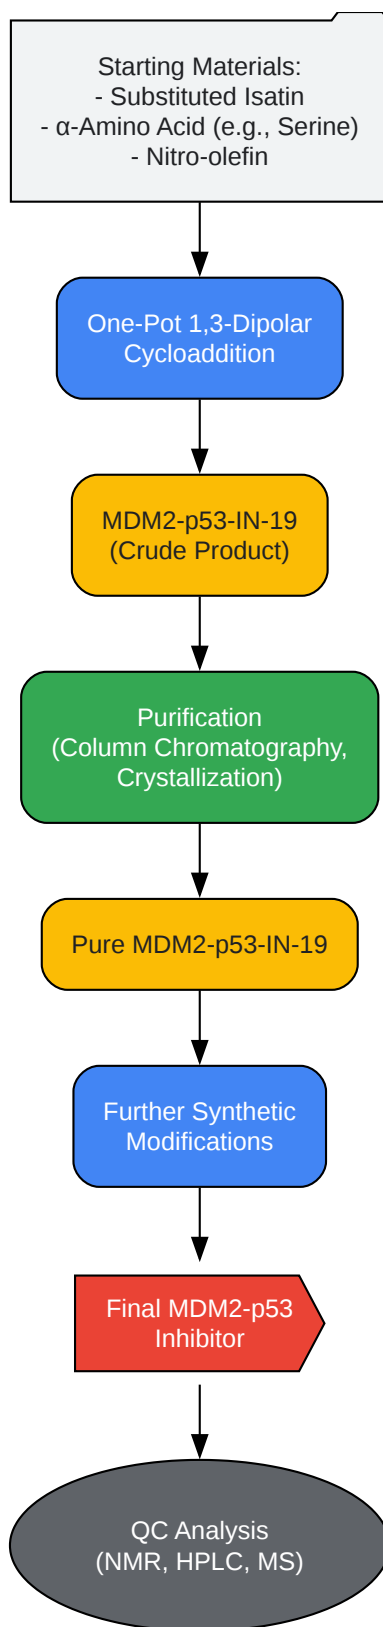 Starting Materials:
- Substituted Isatin
- α-Amino Acid (e.g., Serine)
- Nitro-olefin
One-Pot 1,3-Dipolar
Cycloaddition
MDM2-p53-IN-19
(Crude Product)
Purification
(Column Chromatography,
Crystallization)
Pure MDM2-p53-IN-19
Further Synthetic
Modifications
Final MDM2-p53
Inhibitor
QC Analysis
(NMR, HPLC, MS)